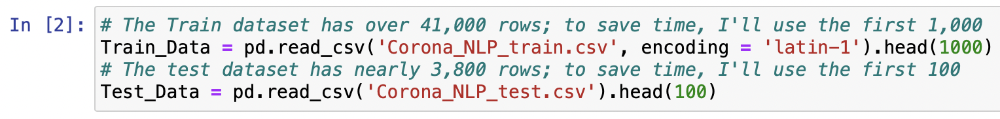 In [2]: # The Train dataset has over 41,000 rows; to save time, I'll use the first 1,000
Train_Data = pd.read_csv('Corona_NLP_train.csv', encoding = 'latin-1').head(1000)
# The test dataset has nearly 3,800 rows; to save time, I'll use the first 100
Test_Data = pd.read_csv('Corona_NLP_test.csv').head(100)